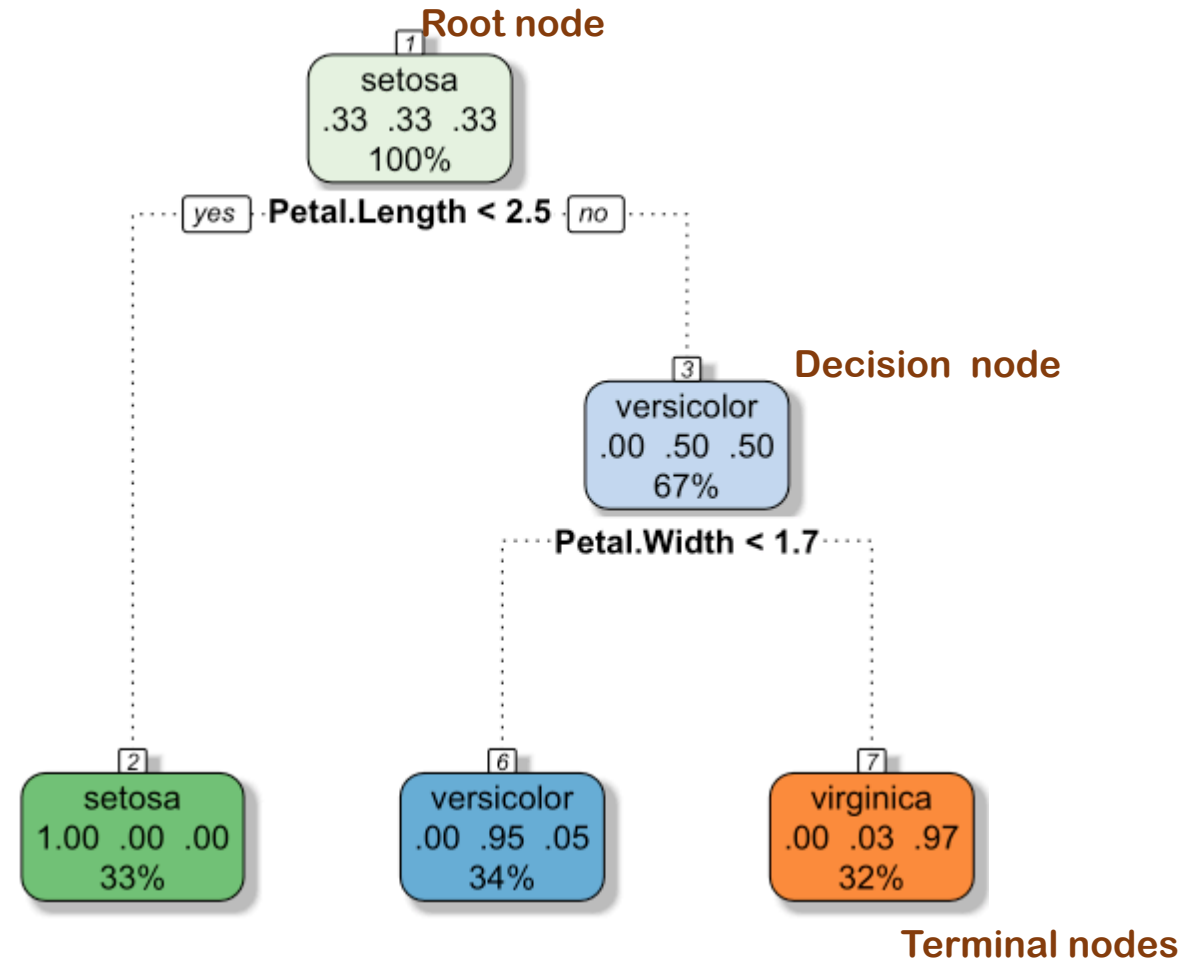 Root node
1
setosa
.33 .33 .33
100%
yes Petal.Length < 2.5 no
3
Decision node
versicolor
.00 .50 .50
67%
Petal.Width < 1.7
2
setosa
1.00 .00 .00
33%
6
versicolor
.00 .95 .05
34%
7
virginica
.00 .03 .97
32%
Terminal nodes